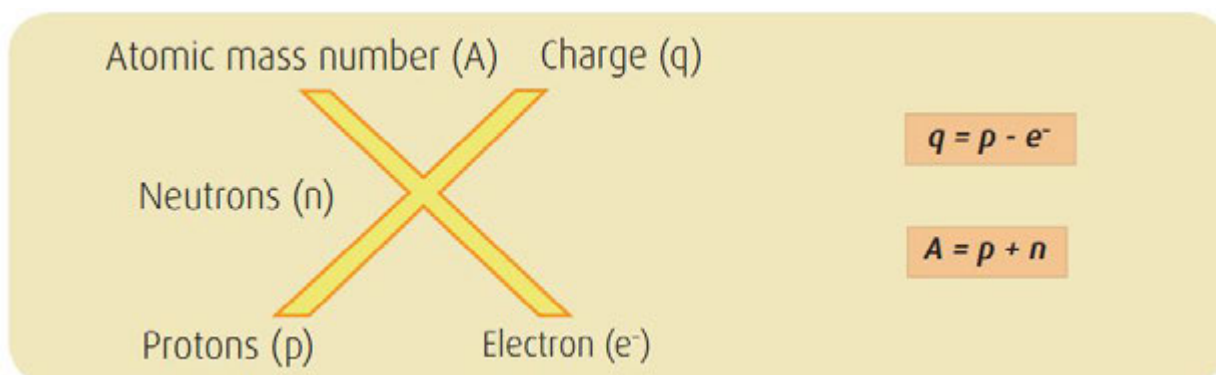 Atomic mass number (A) Charge (q)
q = p - e⁻
Neutrons (n)
A = p + n
Protons (p) Electron (e⁻)